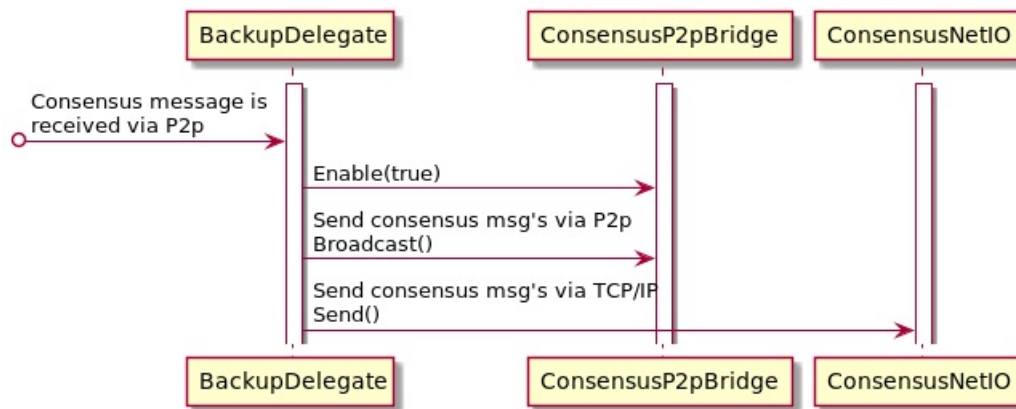 BackupDelegate
ConsensusP2pBridge
ConsensusNetIO
Consensus message is
received via P2p
Enable(true)
Send consensus msg's via P2p
Broadcast()
Send consensus msg's via TCP/IP
Send()
BackupDelegate
ConsensusP2pBridge
ConsensusNetIO